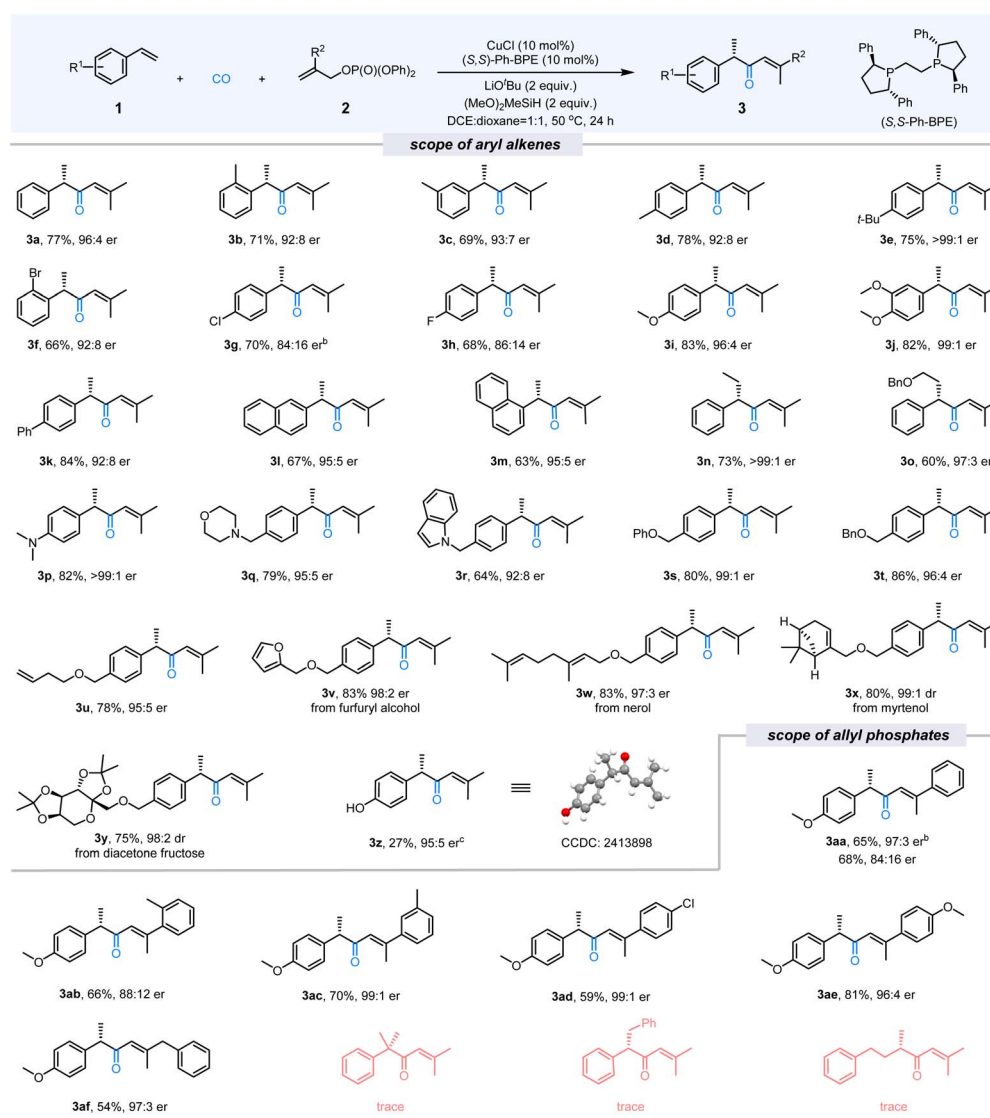 R² R² Ph Ph
CuCl (10 mol%)
(S,S)-Ph-BPE (10 mol%)
R¹ + CO + OP(O)(OPh)₂ R¹ O P P
LiOᵗBu (2 equiv.)
(MeO)₂MeSiH (2 equiv.)
Ph Ph
1 2 DCE:dioxane=1:1, 50 °C, 24 h 3 (S,S-Ph-BPE)
scope of aryl alkenes
O O O O t-Bu O
3a, 77%, 96:4 er 3b, 71%, 92:8 er 3c, 69%, 93:7 er 3d, 78%, 92:8 er 3e, 75%, >99:1 er
Br O Cl O F O O O O O O
3f, 66%, 92:8 er 3g, 70%, 84:16 erᵇ 3h, 68%, 86:14 er 3i, 83%, 96:4 er 3j, 82%, 99:1 er
Ph O O O O BnO O
3k, 84%, 92:8 er 3l, 67%, 95:5 er 3m, 63%, 95:5 er 3n, 73%, >99:1 er 3o, 60%, 97:3 er
N O O N O N O PhO O BnO O
3p, 82%, >99:1 er 3q, 79%, 95:5 er 3r, 64%, 92:8 er 3s, 80%, 99:1 er 3t, 86%, 96:4 er
O O O O O O O H H O O
3u, 78%, 95:5 er 3v, 83% 98:2 er 3w, 83%, 97:3 er 3x, 80%, 99:1 dr
from furfuryl alcohol from nerol from myrtenol
scope of allyl phosphates
O O O O O O O HO O O O
3y, 75%, 98:2 dr 3z, 27%, 95:5 erᶜ CCDC: 2413898 3aa, 65%, 97:3 erᵇ
from diacetone fructose 68%, 84:16 er
O O O O O Cl O O O O
3ab, 66%, 88:12 er 3ac, 70%, 99:1 er 3ad, 59%, 99:1 er 3ae, 81%, 96:4 er
O O O Ph O O
3af, 54%, 97:3 er trace trace trace